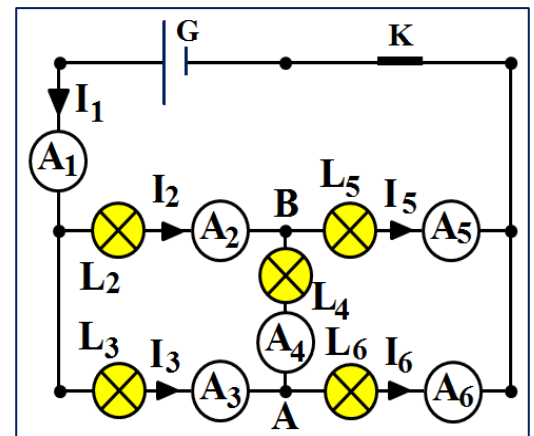 G K
I₁
A₁
I₂ B L₅ I₅
A₂ A₅
L₂ L₄
L₃ I₃ A₄ L₆ I₆
A₃ A₆
A